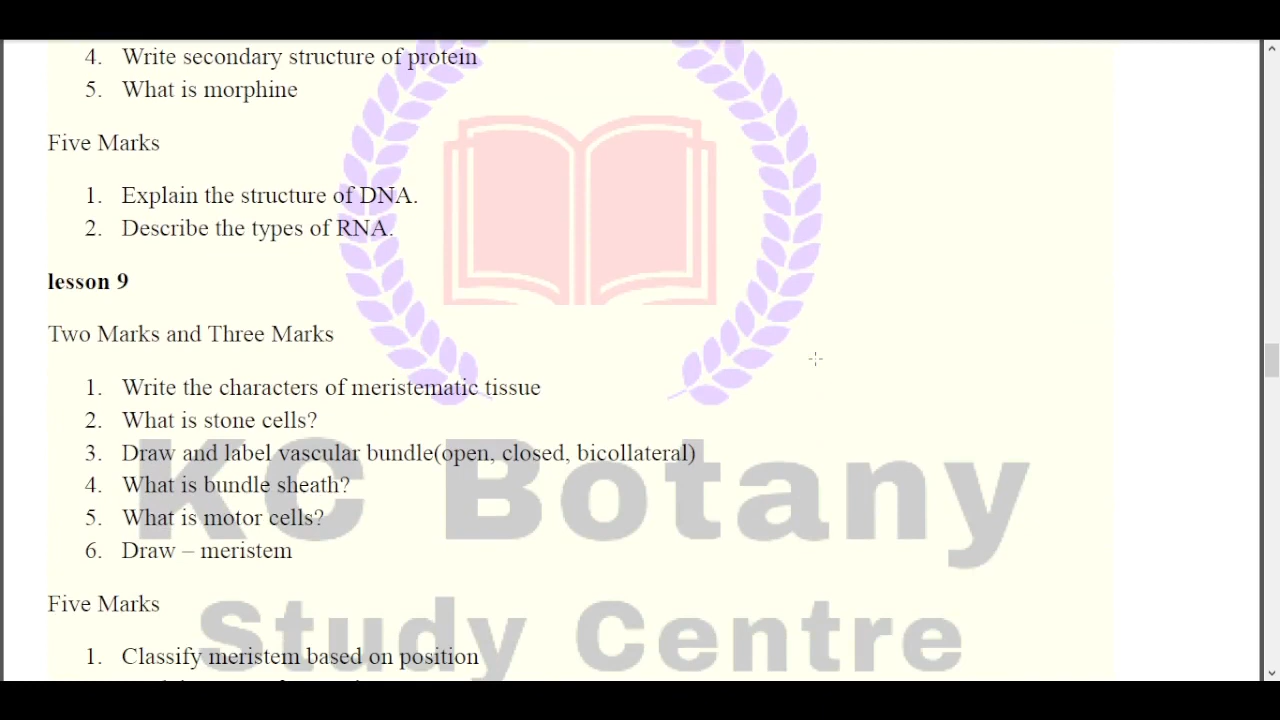 4. Write secondary structure of protein
5. What is morphine
Five Marks
1. Explain the structure of DNA.
2. Describe the types of RNA.
lesson 9
Two Marks and Three Marks
1. Write the characters of meristematic tissue
2. What is stone cells?
3. Draw and label vascular bundle(open, closed, bicollateral)
4. What is bundle sheath?
5. What is motor cells?
6. Draw – meristem
Five Marks
1. Classify meristem based on position
KC Botany
Study Centre